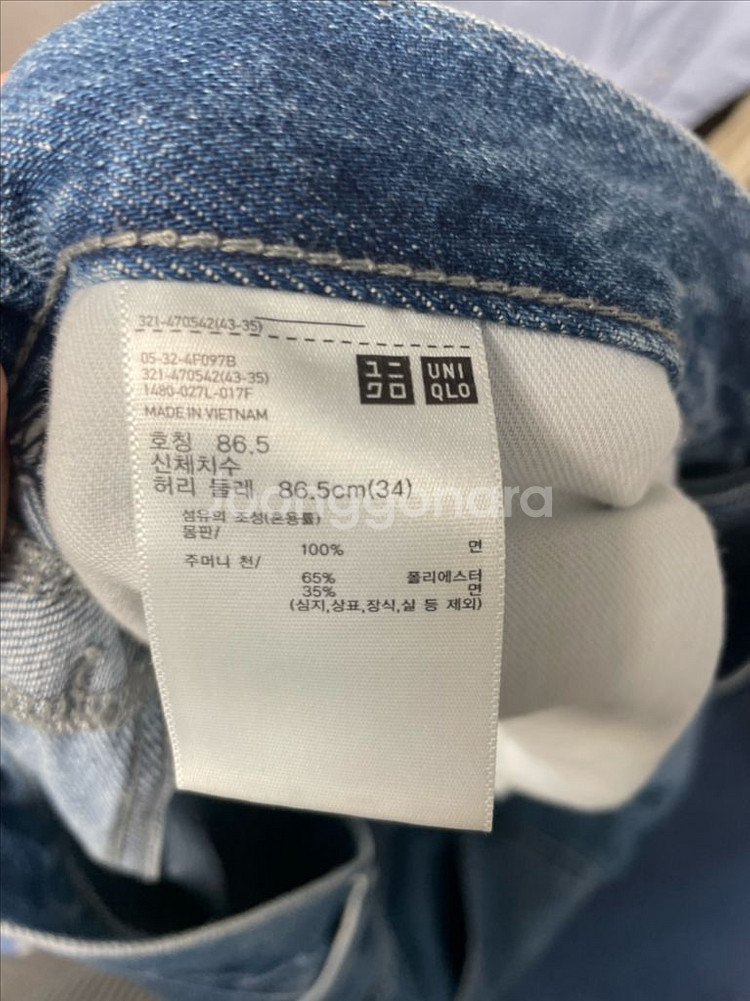 321-470542(43-35)
05-32-4F097B
321-470542(43-35)
1480-027L-017F
MADE IN VIETNAM
ユニ
クロ
UNI
QLO
호칭 86.5
신체치수
허리 둘레 86.5cm(34)
섬유의 조성(혼용률)
몸판/
100% 면
주머니 천/
65% 폴리에스터
35% 면
(심지,상표,장식,실 등 제외)